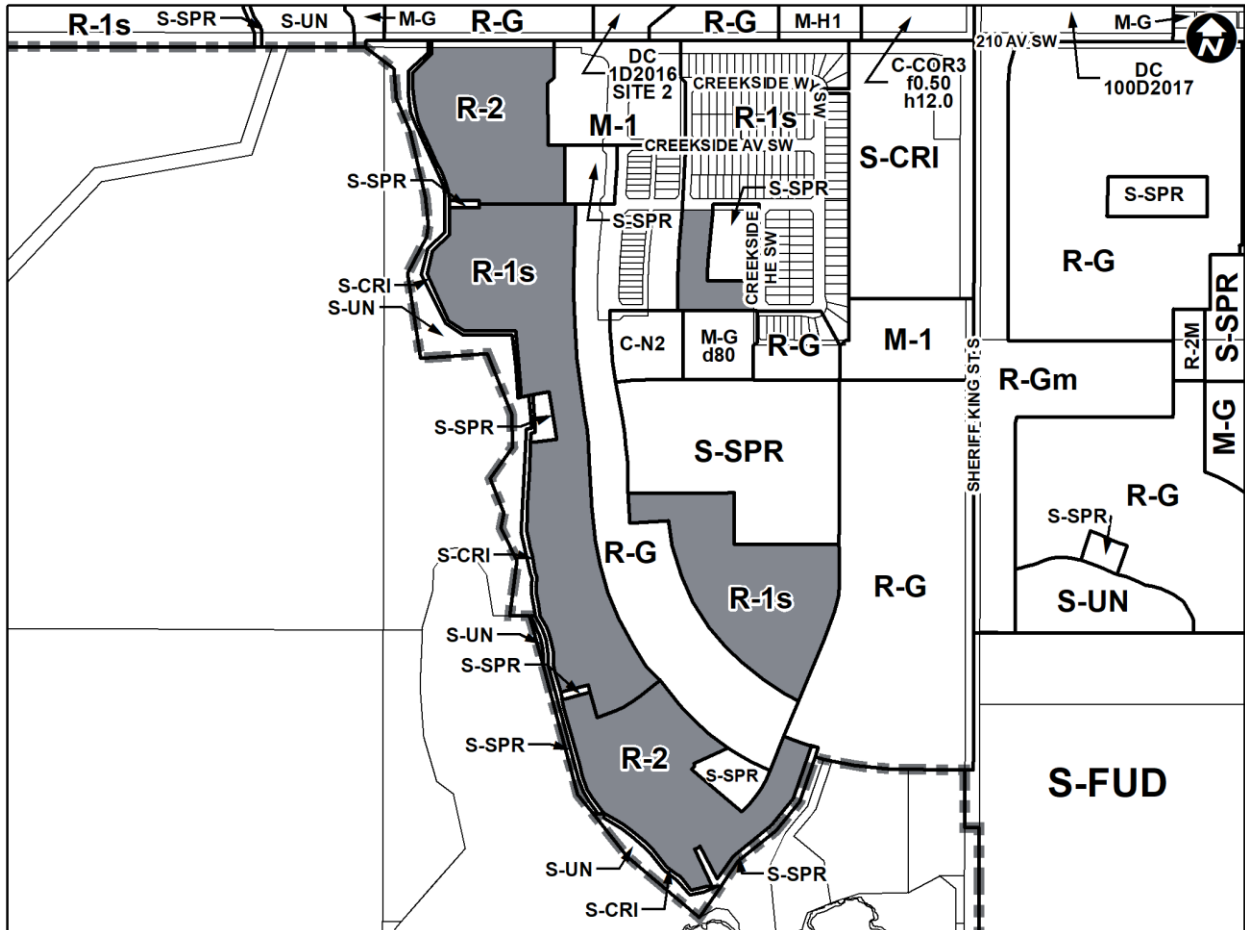 R-1s
S-SPR
S-UN
M-G
R-G
R-G
M-H1
M-G
N
210 AV SW
DC
1D2016
SITE 2
C-COR3
f0.50
h12.0
DC
100D2017
R-2
M-1
CREEKSIDE WY SW
R-1s
CREEKSIDE AV SW
S-CRI
S-SPR
S-SPR
S-SPR
S-SPR
CREEKSIDE
HE SW
R-G
R-1s
S-CRI
S-UN
S-SPR
C-N2
M-G
d80
R-G
M-1
R-2M
R-Gm
SHERIFF KING ST S
M-G
S-SPR
S-SPR
R-G
S-SPR
S-CRI
R-G
R-1s
R-G
S-UN
S-UN
S-SPR
S-SPR
R-2
S-SPR
S-FUD
S-UN
S-SPR
S-CRI